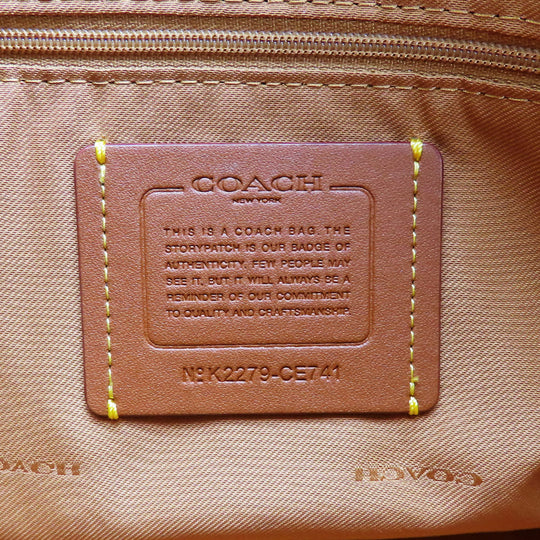 COACH
NEW YORK
THIS IS A COACH BAG. THE
STORYPATCH IS OUR BADGE OF
AUTHENTICITY. FEW PEOPLE MAY
SEE IT, BUT IT WILL ALWAYS BE A
REMINDER OF OUR COMMITMENT
TO QUALITY AND CRAFTSMANSHIP.
№ K2279-CE741
COACH
COACH